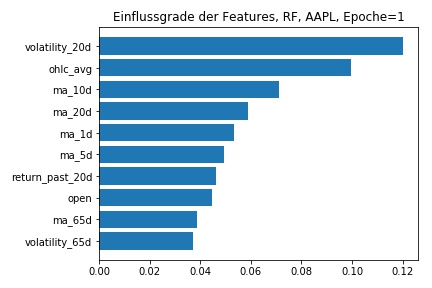 Einflussgrade der Features, RF, AAPL, Epoche=1
volatility_20d
ohlc_avg
ma_10d
ma_20d
ma_1d
ma_5d
return_past_20d
open
ma_65d
volatility_65d
0.00 0.02 0.04 0.06 0.08 0.10 0.12